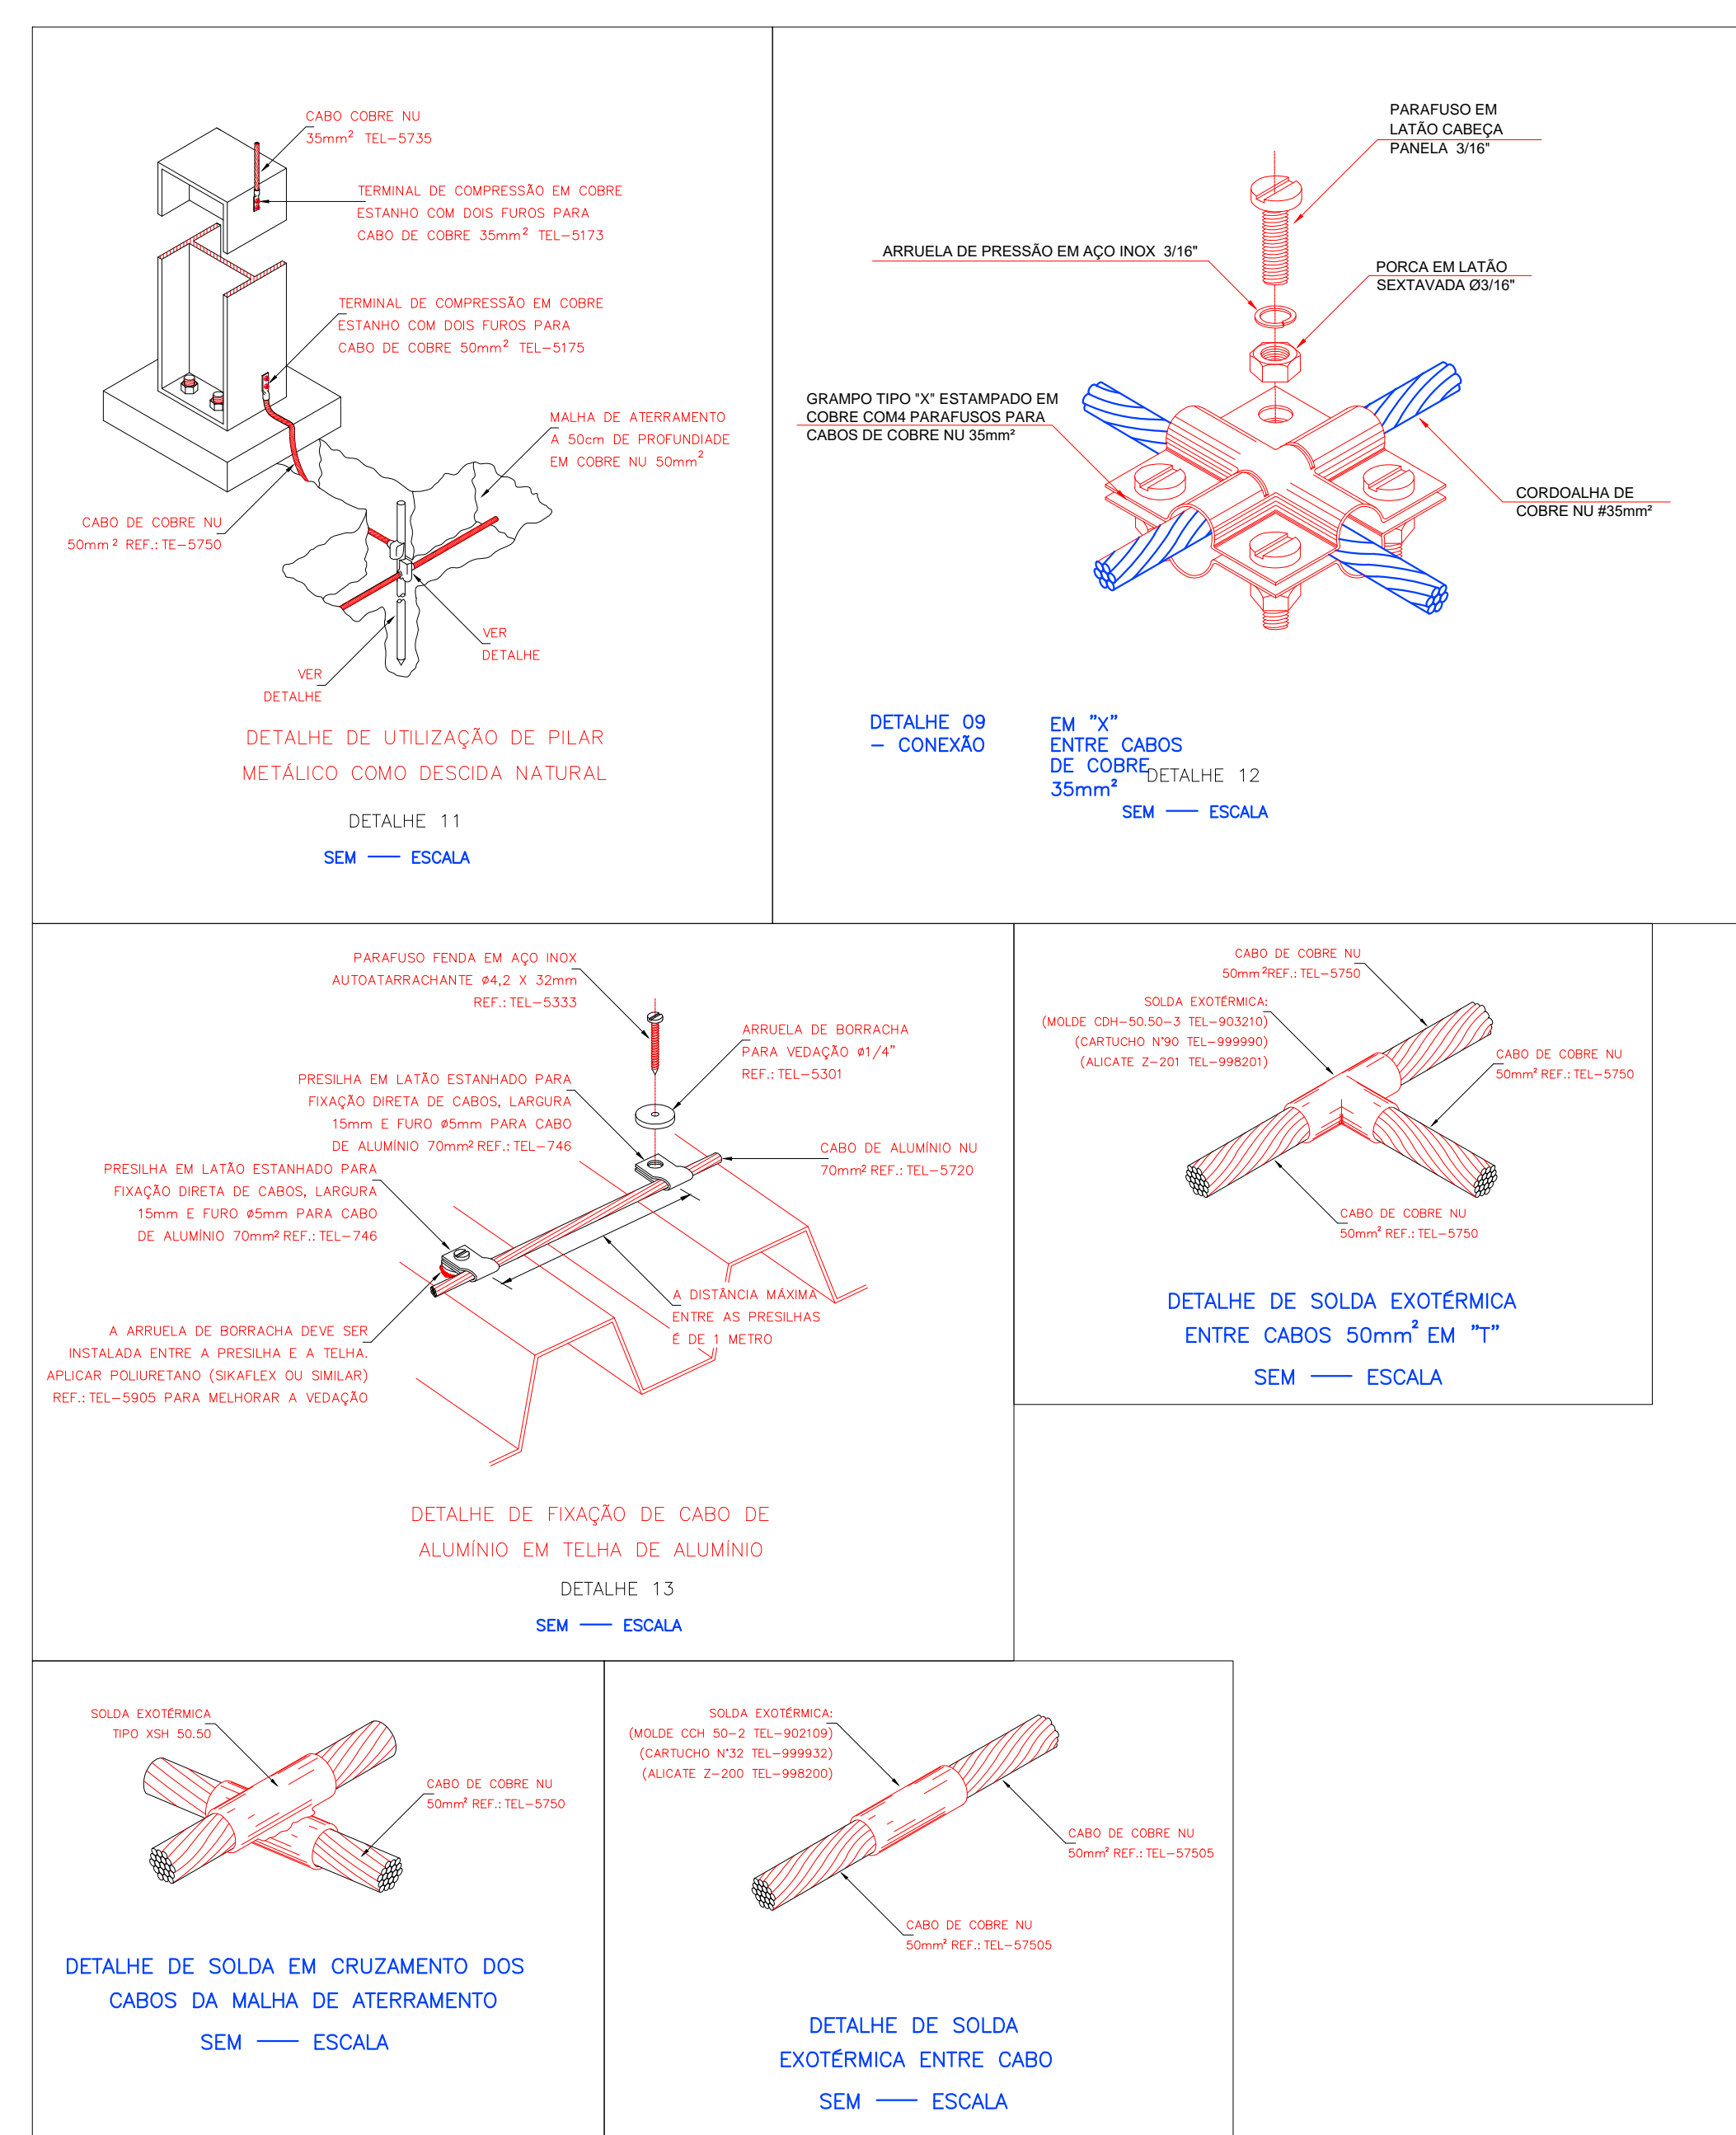 CABO COBRE NU
35mm² TEL-5735
TERMINAL DE COMPRESSÃO EM COBRE
ESTANHO COM DOIS FUROS PARA
CABO DE COBRE 35mm² TEL-5173
TERMINAL DE COMPRESSÃO EM COBRE
ESTANHO COM DOIS FUROS PARA
CABO DE COBRE 50mm² TEL-5175
MALHA DE ATERRAMENTO
A 50cm DE PROFUNDIADE
EM COBRE NU 50mm²
CABO DE COBRE NU
50mm² REF.: TE-5750
VER
DETALHE
VER
DETALHE
DETALHE DE UTILIZAÇÃO DE PILAR
METÁLICO COMO DESCIDA NATURAL
DETALHE 11
SEM — ESCALA
PARAFUSO EM
LATÃO CABEÇA
PANELA 3/16"
ARRUELA DE PRESSÃO EM AÇO INOX 3/16"
PORCA EM LATÃO
SEXTAVADA Ø3/16"
GRAMPO TIPO "X" ESTAMPADO EM
COBRE COM4 PARAFUSOS PARA
CABOS DE COBRE NU 35mm²
CORDOALHA DE
COBRE NU #35mm²
DETALHE 09
- CONEXÃO
EM "X"
ENTRE CABOS
DE COBRE
35mm²
DETALHE 12
SEM — ESCALA
PARAFUSO FENDA EM AÇO INOX
AUTOATARRACHANTE ø4,2 X 32mm
REF.: TEL-5333
ARRUELA DE BORRACHA
PARA VEDAÇÃO ø1/4"
REF.: TEL-5301
PRESILHA EM LATÃO ESTANHADO PARA
FIXAÇÃO DIRETA DE CABOS, LARGURA
15mm E FURO ø5mm PARA CABO
DE ALUMÍNIO 70mm² REF.: TEL-746
CABO DE ALUMÍNIO NU
70mm² REF.: TEL-5720
PRESILHA EM LATÃO ESTANHADO PARA
FIXAÇÃO DIRETA DE CABOS, LARGURA
15mm E FURO ø5mm PARA CABO
DE ALUMÍNIO 70mm² REF.: TEL-746
A DISTÂNCIA MÁXIMA
ENTRE AS PRESILHAS
É DE 1 METRO
A ARRUELA DE BORRACHA DEVE SER
INSTALADA ENTRE A PRESILHA E A TELHA.
APLICAR POLIURETANO (SIKAFLEX OU SIMILAR)
REF.: TEL-5905 PARA MELHORAR A VEDAÇÃO
DETALHE DE FIXAÇÃO DE CABO DE
ALUMÍNIO EM TELHA DE ALUMÍNIO
DETALHE 13
SEM — ESCALA
CABO DE COBRE NU
50mm² REF.: TEL-5750
SOLDA EXOTÉRMICA:
(MOLDE CDH-50.50-3 TEL-903210)
(CARTUCHO N°90 TEL-999990)
(ALICATE Z-201 TEL-998201)
CABO DE COBRE NU
50mm² REF.: TEL-5750
CABO DE COBRE NU
50mm² REF.: TEL-5750
DETALHE DE SOLDA EXOTÉRMICA
ENTRE CABOS 50mm² EM "T"
SEM — ESCALA
SOLDA EXOTÉRMICA
TIPO XSH 50.50
CABO DE COBRE NU
50mm² REF.: TEL-5750
DETALHE DE SOLDA EM CRUZAMENTO DOS
CABOS DA MALHA DE ATERRAMENTO
SEM — ESCALA
SOLDA EXOTÉRMICA:
(MOLDE CCH 50-2 TEL-902109)
(CARTUCHO N°32 TEL-999932)
(ALICATE Z-200 TEL-998200)
CABO DE COBRE NU
50mm² REF.: TEL-57505
CABO DE COBRE NU
50mm² REF.: TEL-57505
DETALHE DE SOLDA
EXOTÉRMICA ENTRE CABO
SEM — ESCALA